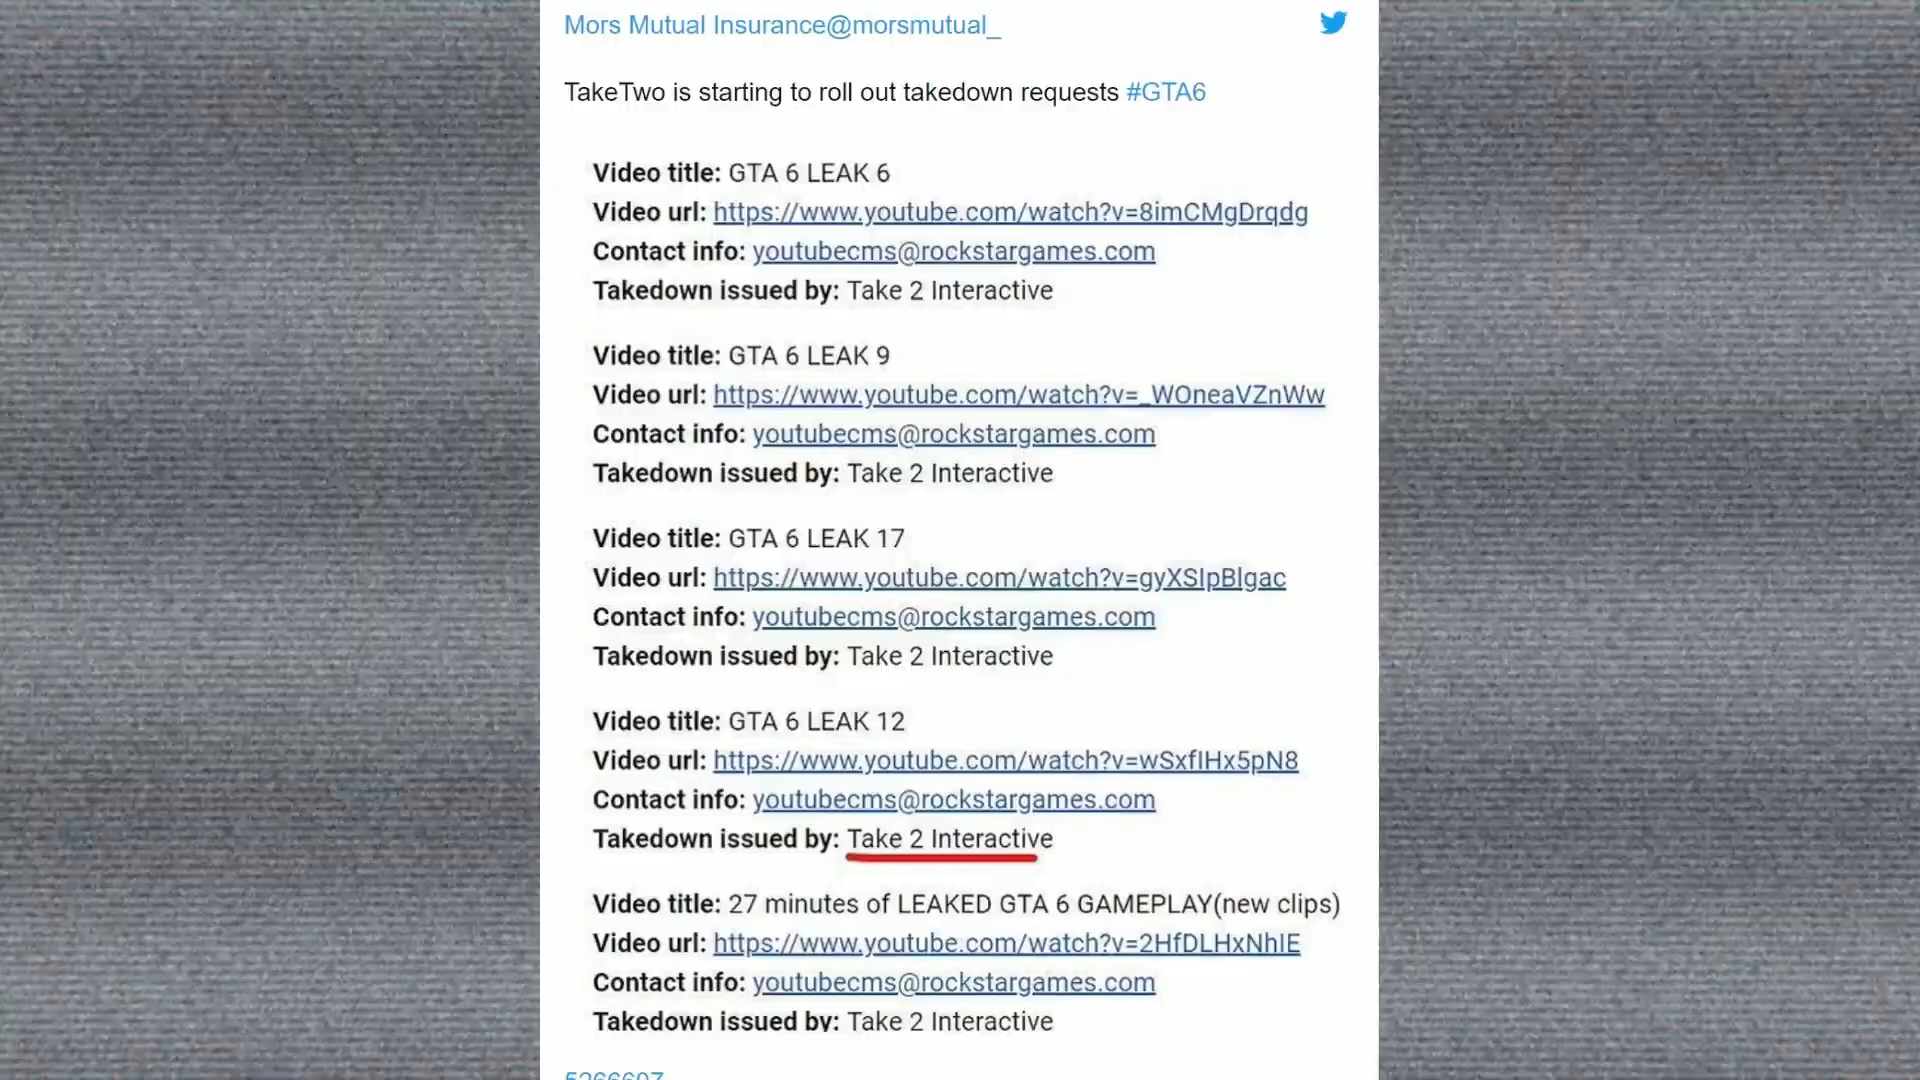 Mors Mutual Insurance@morsmutual_
TakeTwo is starting to roll out takedown requests #GTA6
Video title: GTA 6 LEAK 6
Video url: https://www.youtube.com/watch?v=8imCMgDrqdg
Contact info: youtubecms@rockstargames.com
Takedown issued by: Take 2 Interactive
Video title: GTA 6 LEAK 9
Video url: https://www.youtube.com/watch?v=_WOneaVZnWw
Contact info: youtubecms@rockstargames.com
Takedown issued by: Take 2 Interactive
Video title: GTA 6 LEAK 17
Video url: https://www.youtube.com/watch?v=gyXSIpBlgac
Contact info: youtubecms@rockstargames.com
Takedown issued by: Take 2 Interactive
Video title: GTA 6 LEAK 12
Video url: https://www.youtube.com/watch?v=wSxfIHx5pN8
Contact info: youtubecms@rockstargames.com
Takedown issued by: Take 2 Interactive
Video title: 27 minutes of LEAKED GTA 6 GAMEPLAY(new clips)
Video url: https://www.youtube.com/watch?v=2HfDLHxNhIE
Contact info: youtubecms@rockstargames.com
Takedown issued by: Take 2 Interactive